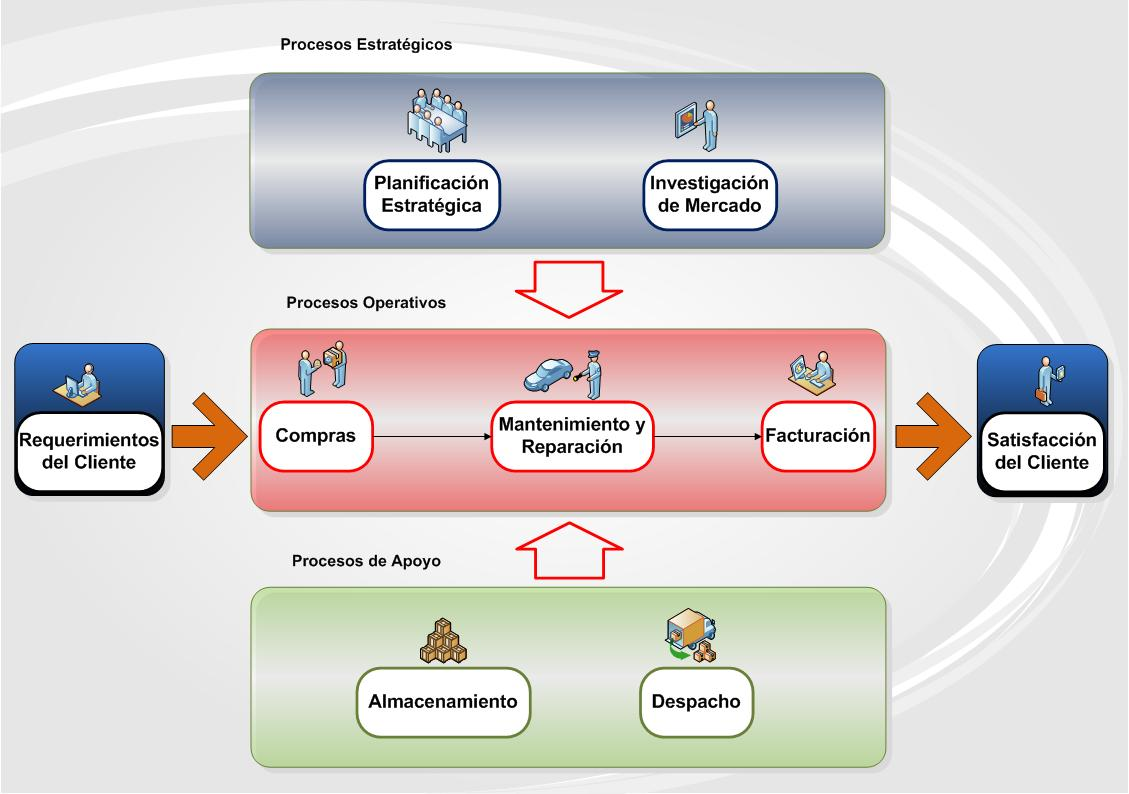 Procesos Estratégicos
Planificación
Estratégica
Investigación
de Mercado
Procesos Operativos
Requerimientos
del Cliente
Compras
Mantenimiento y
Reparación
Facturación
Satisfacción
del Cliente
Procesos de Apoyo
Almacenamiento
Despacho